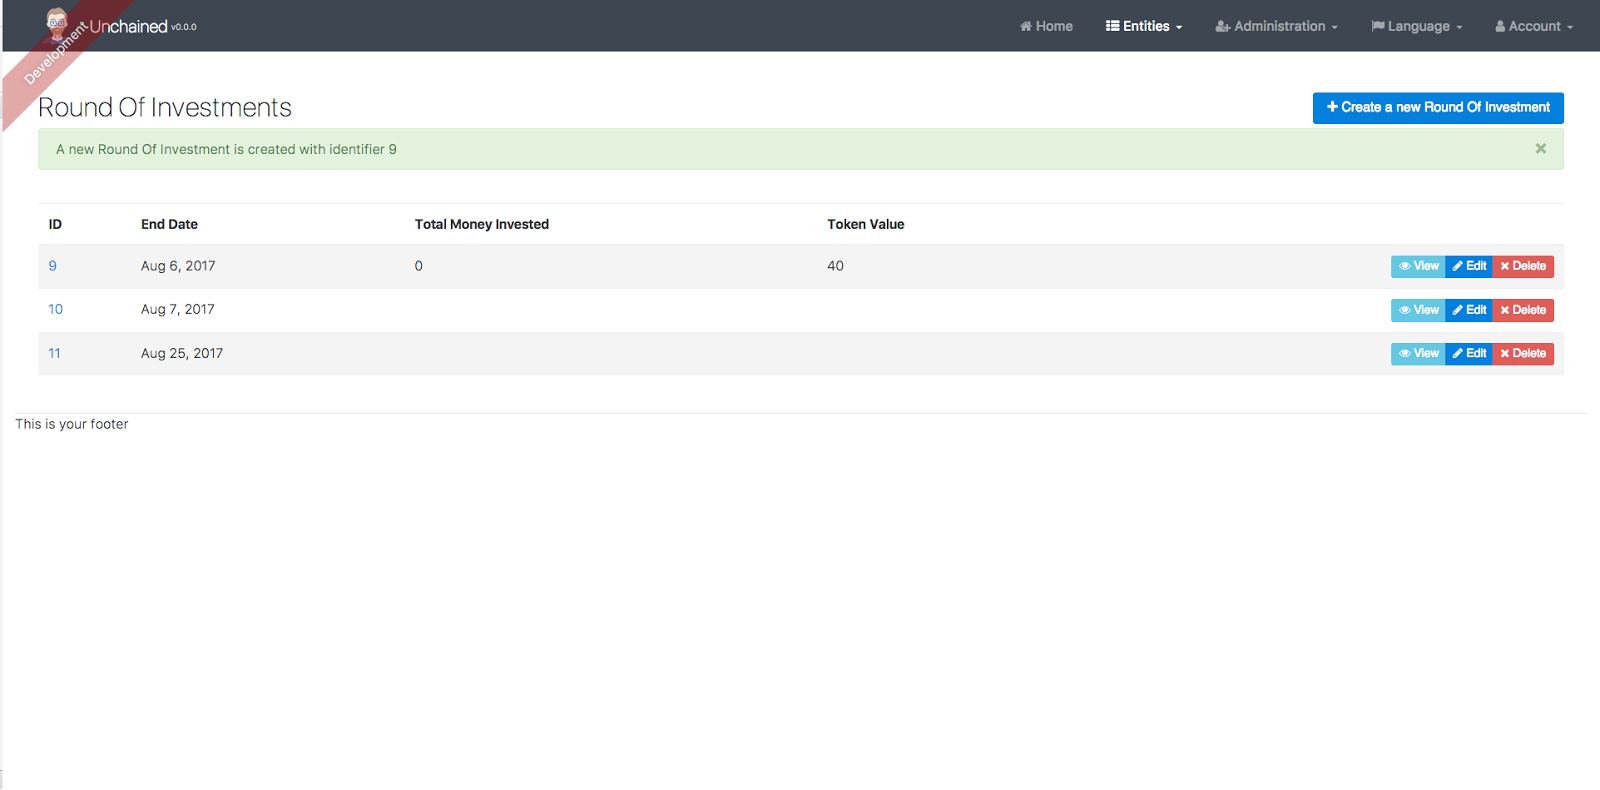 Development
Unchained v0.0.0
Home Entities Administration Language Account
Round Of Investments
Create a new Round Of Investment
A new Round Of Investment is created with identifier 9
ID End Date Total Money Invested Token Value
9 Aug 6, 2017 0 40 View Edit Delete
10 Aug 7, 2017 View Edit Delete
11 Aug 25, 2017 View Edit Delete
This is your footer